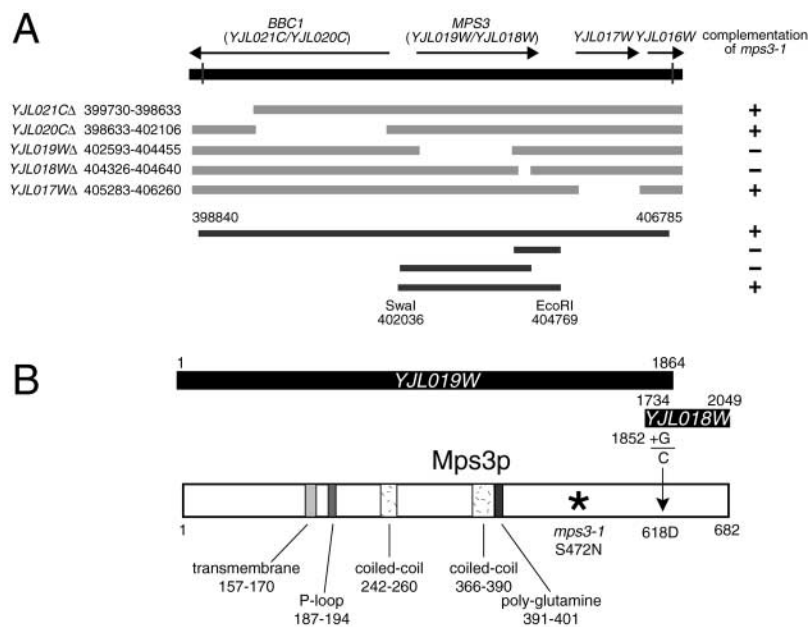 A
BBC1 MPS3
(YJL021C/YJL020C) (YJL019W/YJL018W) YJL017W YJL016W complementation
of mps3-1
YJL021CΔ 399730-398633 +
YJL020CΔ 398633-402106 +
YJL019WΔ 402593-404455 −
YJL018WΔ 404326-404640 −
YJL017WΔ 405283-406260 +
398840 406785
+
−
−
+
SwaI EcoRI
402036 404769
B
1 1864
YJL019W
1734 2049
YJL018W
1852 +G
C
Mps3p
*
1 mps3-1 618D 682
S472N
transmembrane coiled-coil coiled-coil
157-170 242-260 366-390
P-loop poly-glutamine
187-194 391-401